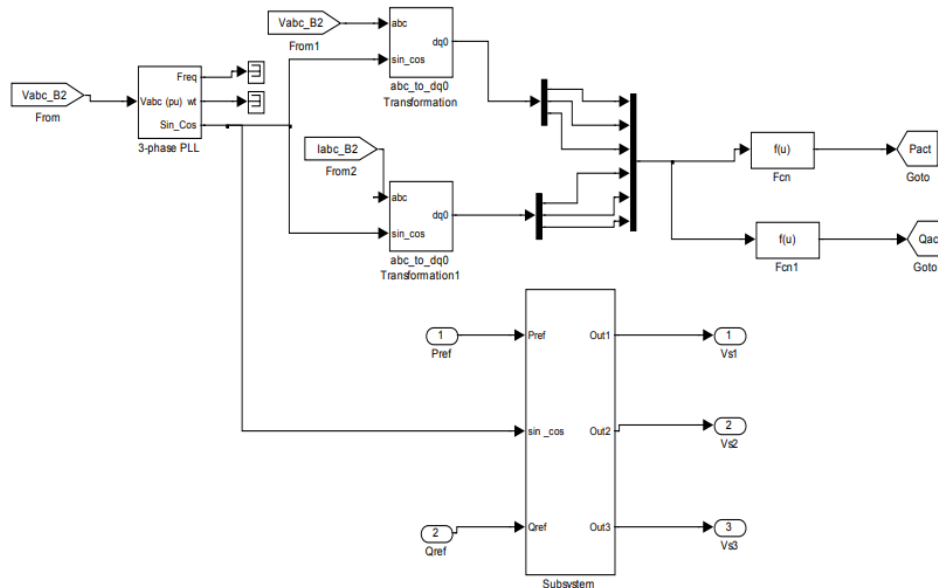 Vabc_B2
From1
abc
sin_cos
dq0
abc_to_dq0
Transformation
Vabc_B2
From
Freq
Vabc (pu) wt
Sin_Cos
3-phase PLL
Iabc_B2
From2
abc
sin_cos
dq0
abc_to_dq0
Transformation1
f(u)
Fcn
Pact
Goto
f(u)
Fcn1
Qac
Goto
1
Pref
2
Qref
Pref
sin _cos
Qref
Out1
Out2
Out3
Subsystem
1
Vs1
2
Vs2
3
Vs3